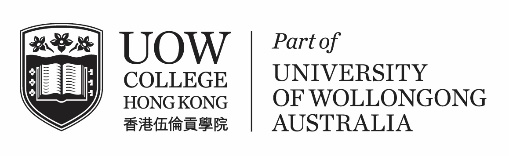 UOW
COLLEGE
HONG KONG
香港伍倫貢學院
Part of
UNIVERSITY
OF WOLLONGONG
AUSTRALIA